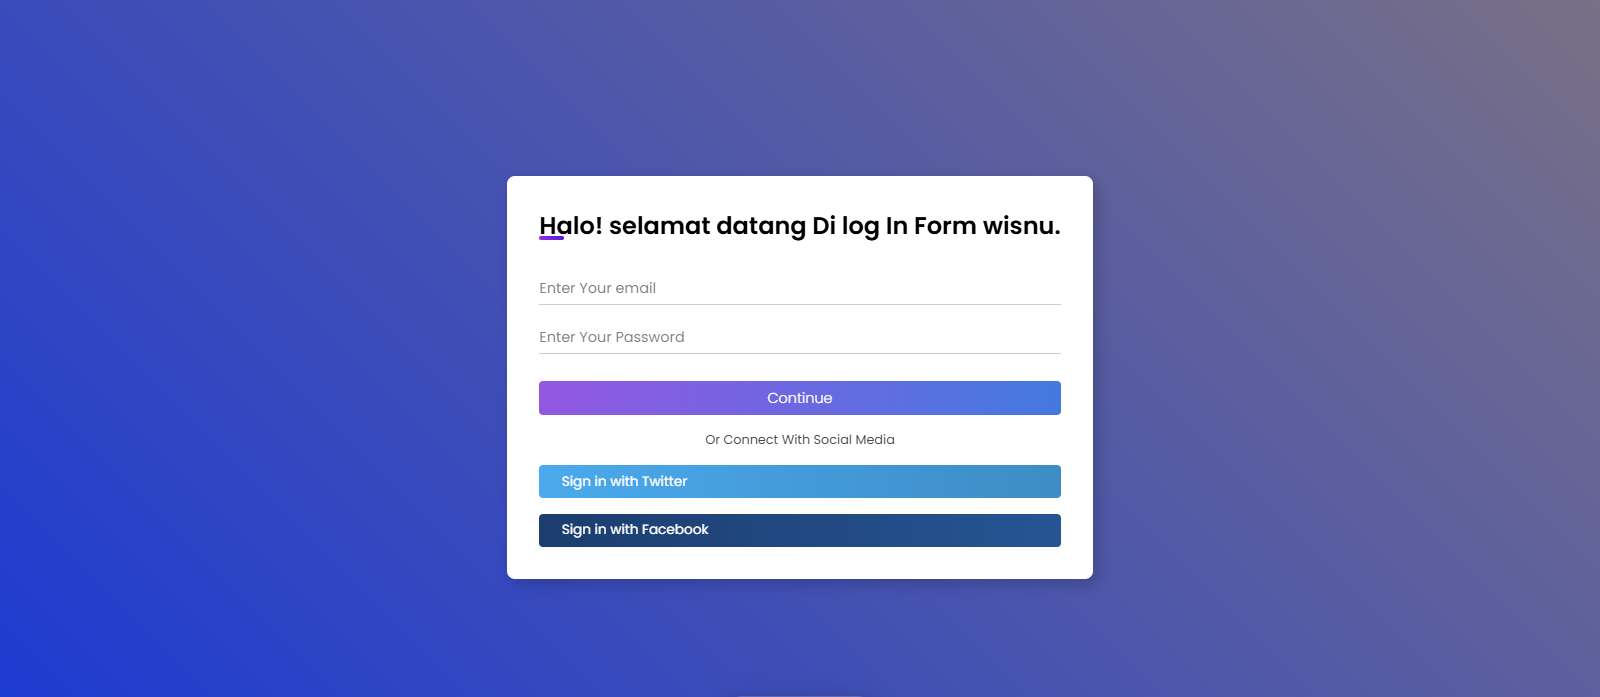 Halo! selamat datang Di log In Form wisnu.
Enter Your email
Enter Your Password
Continue
Or Connect With Social Media
Sign in with Twitter
Sign in with Facebook